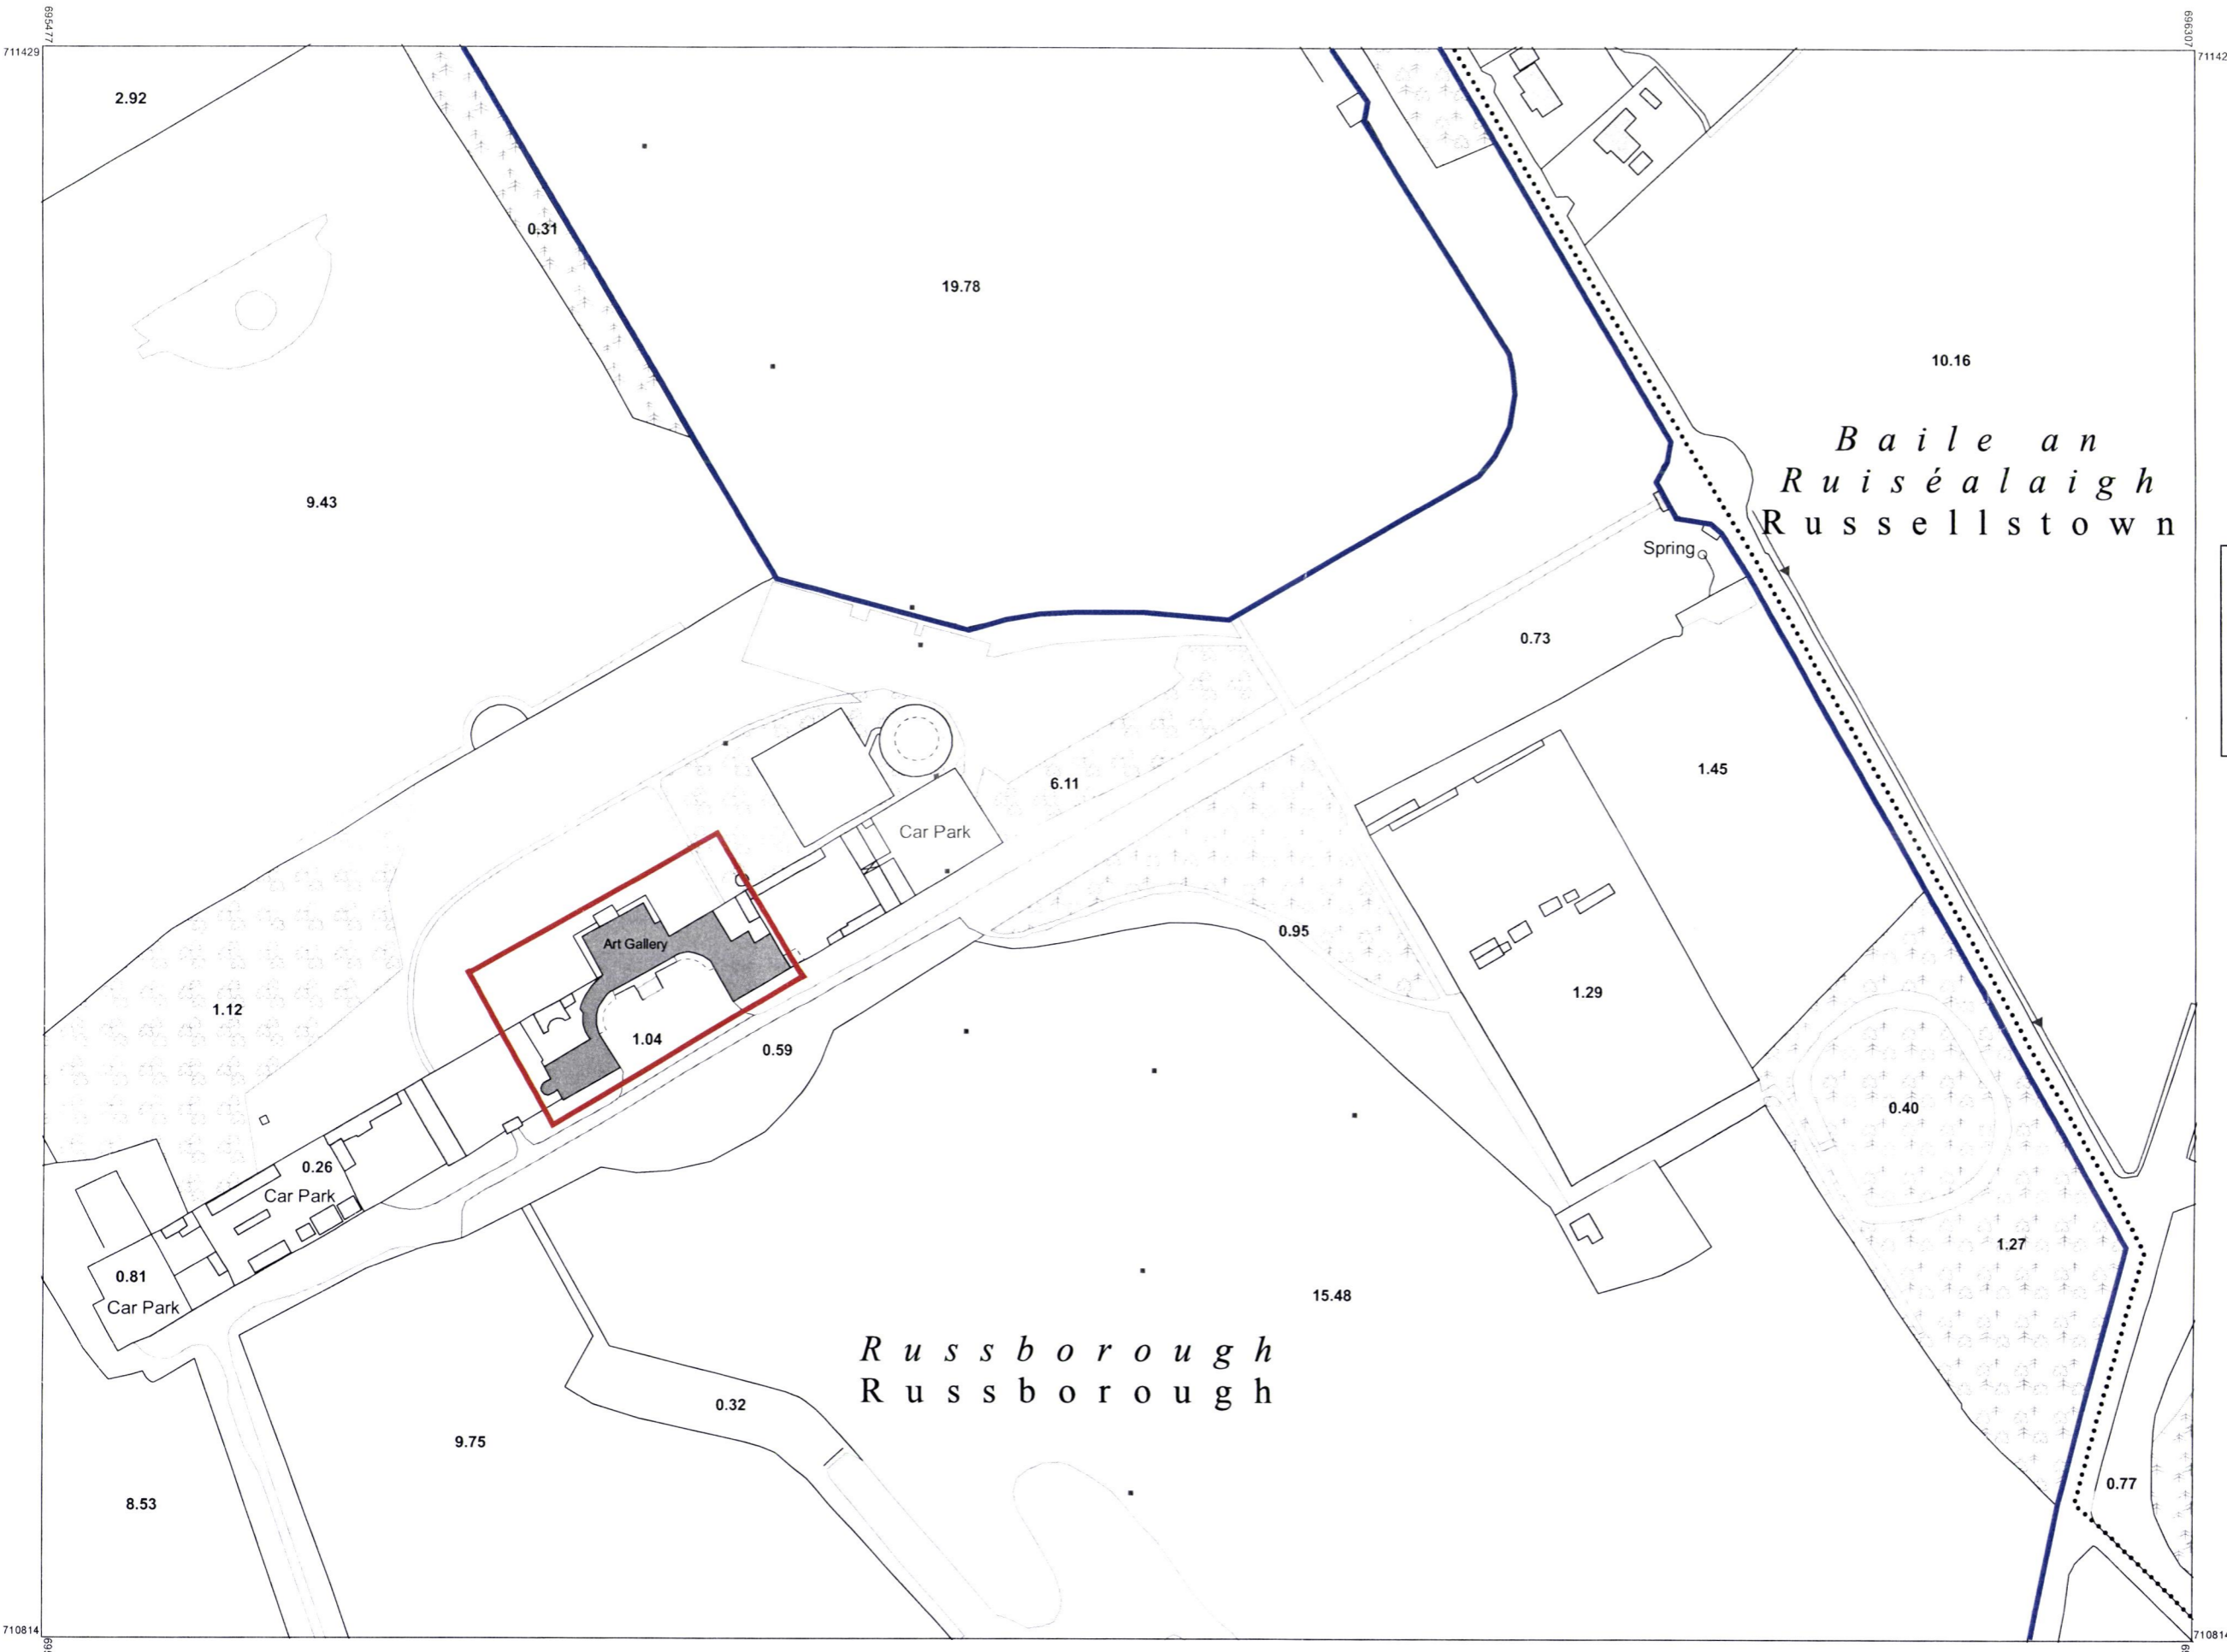 695477
696307
711429
71142
2.92
0.31
19.78
10.16
Baile an
Ruiséalaigh
Russellstown
9.43
Spring
0.73
6.11
1.45
Car Park
Art Gallery
0.95
1.29
1.12
1.04
0.59
0.40
0.26
Car Park
1.27
0.81
Car Park
15.48
Russborough
Russborough
0.32
9.75
0.77
8.53
710814
710814